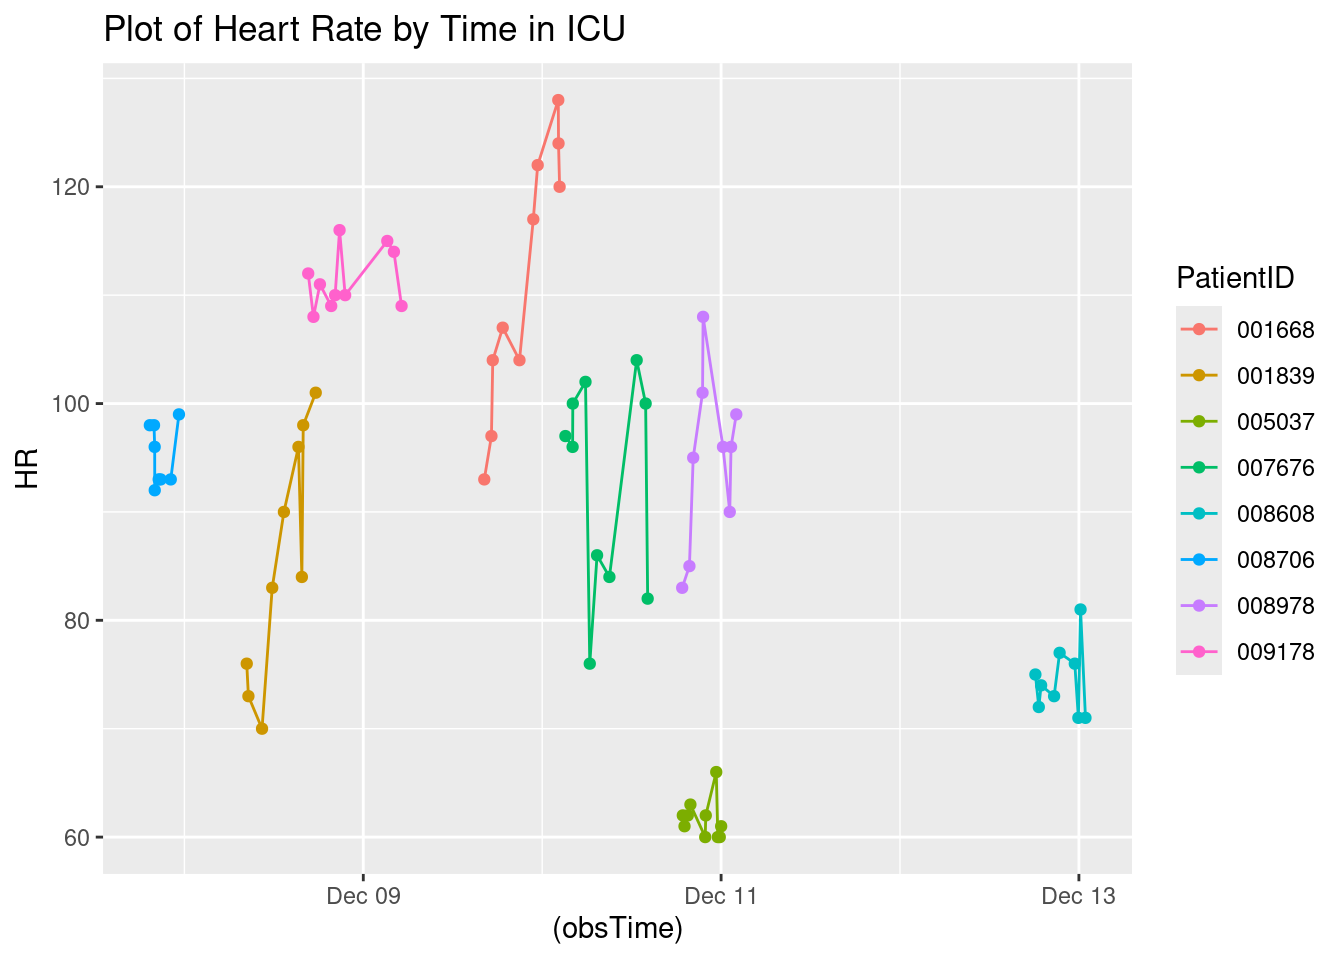 Plot of Heart Rate by Time in ICU
HR
120
100
80
60
Dec 09
Dec 11
Dec 13
(obsTime)
PatientID
001668
001839
005037
007676
008608
008706
008978
009178